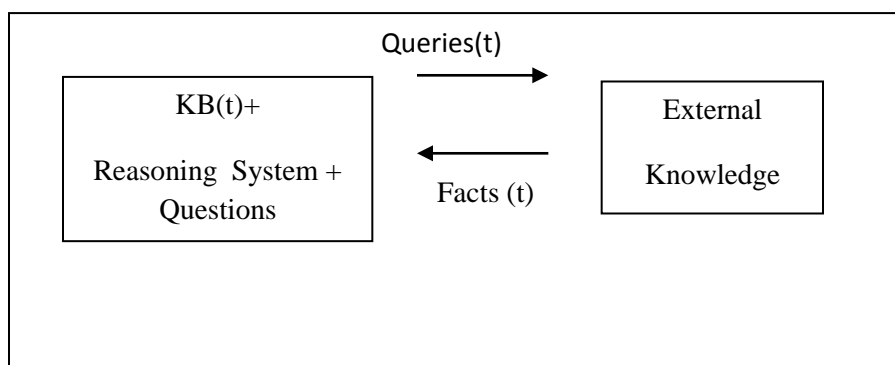 Queries(t)
KB(t)+
Reasoning System +
Questions
External
Knowledge
Facts (t)